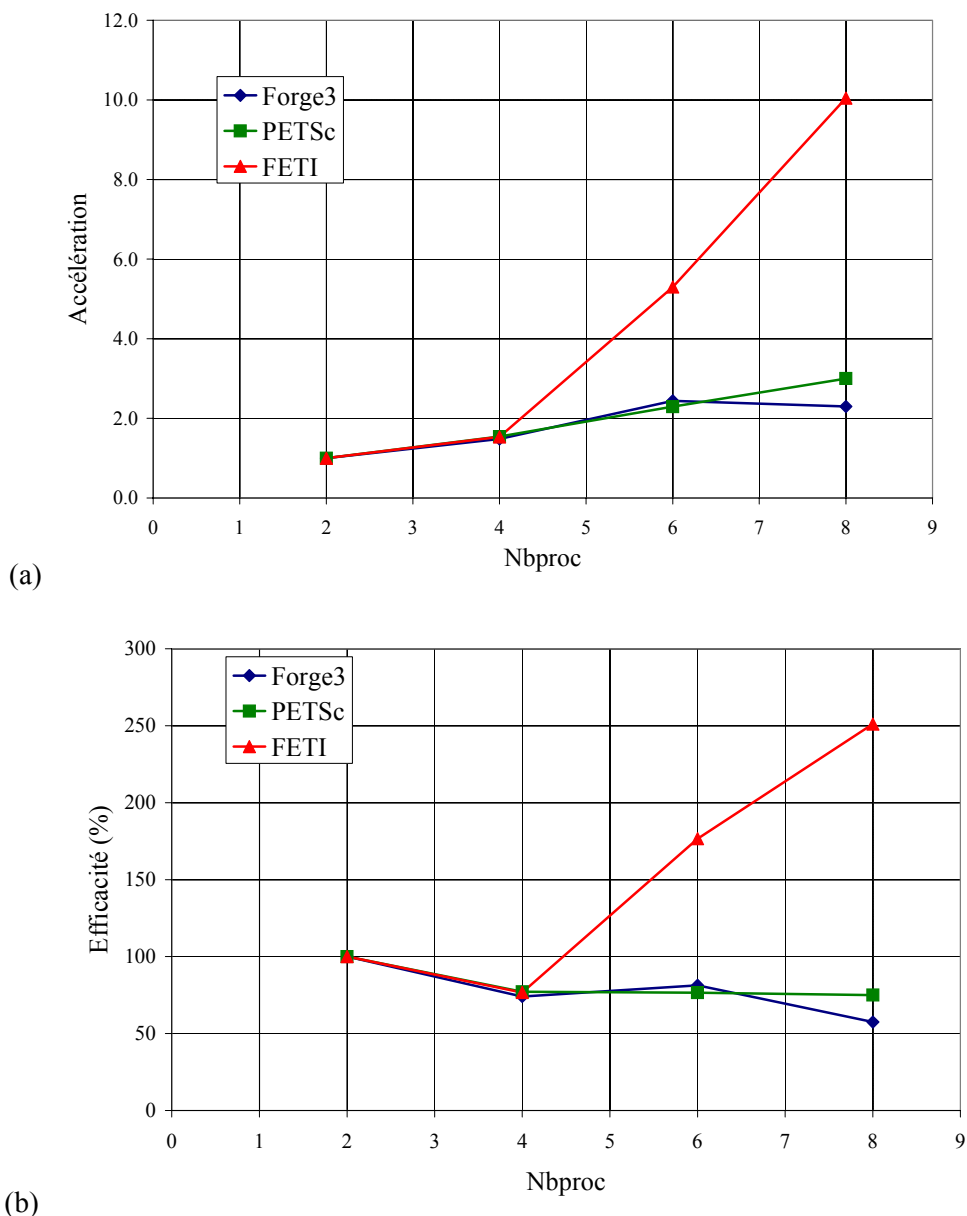 12.0
10.0
8.0
6.0
4.0
2.0
0.0
Accélération
Forge3
PETSc
FETI
0 1 2 3 4 5 6 7 8 9
Nbproc
(a)
300
250
200
150
100
50
0
Efficacité (%)
Forge3
PETSc
FETI
0 1 2 3 4 5 6 7 8 9
Nbproc
(b)